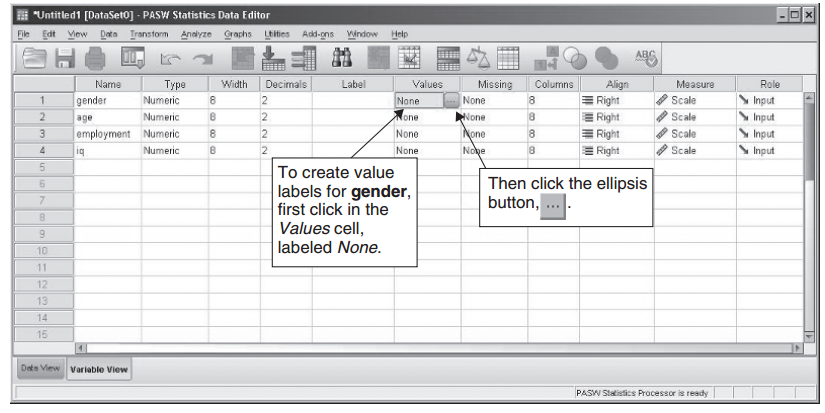 *Untitled1 [DataSet0] - PASW Statistics Data Editor
File Edit View Data Transform Analyze Graphs Utilities Add-ons Window Help
ABC
Name Type Width Decimals Label Values Missing Columns Align Measure Role
1 gender Numeric 8 2 None ... None 8 Right Scale Input
2 age Numeric 8 2 None None 8 Right Scale Input
3 employment Numeric 8 2 None None 8 Right Scale Input
4 iq Numeric 8 2 None None 8 Right Scale Input
5
6
7
8
9
10
11
12
13
14
15
To create value
labels for gender,
first click in the
Values cell,
labeled None.
Then click the ellipsis
button, ... .
Data View Variable View
PASW Statistics Processor is ready